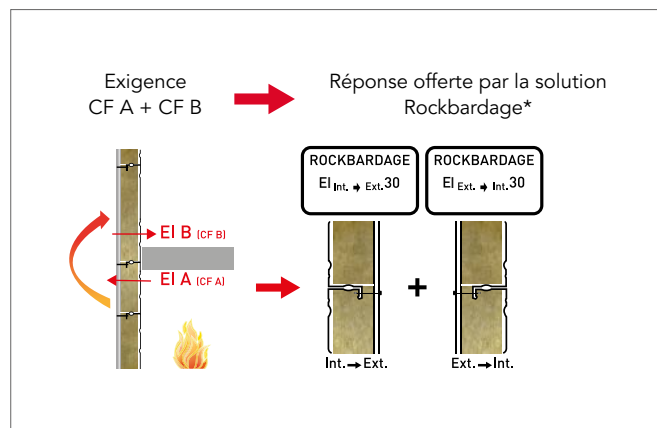 Exigence
CF A + CF B
Réponse offerte par la solution
Rockbardage*
ROCKBARDAGE
EI Int. → Ext. 30
ROCKBARDAGE
EI Ext. → Int. 30
EI B (CF B)
EI A (CF A)
+
Int. → Ext.
Ext. → Int.